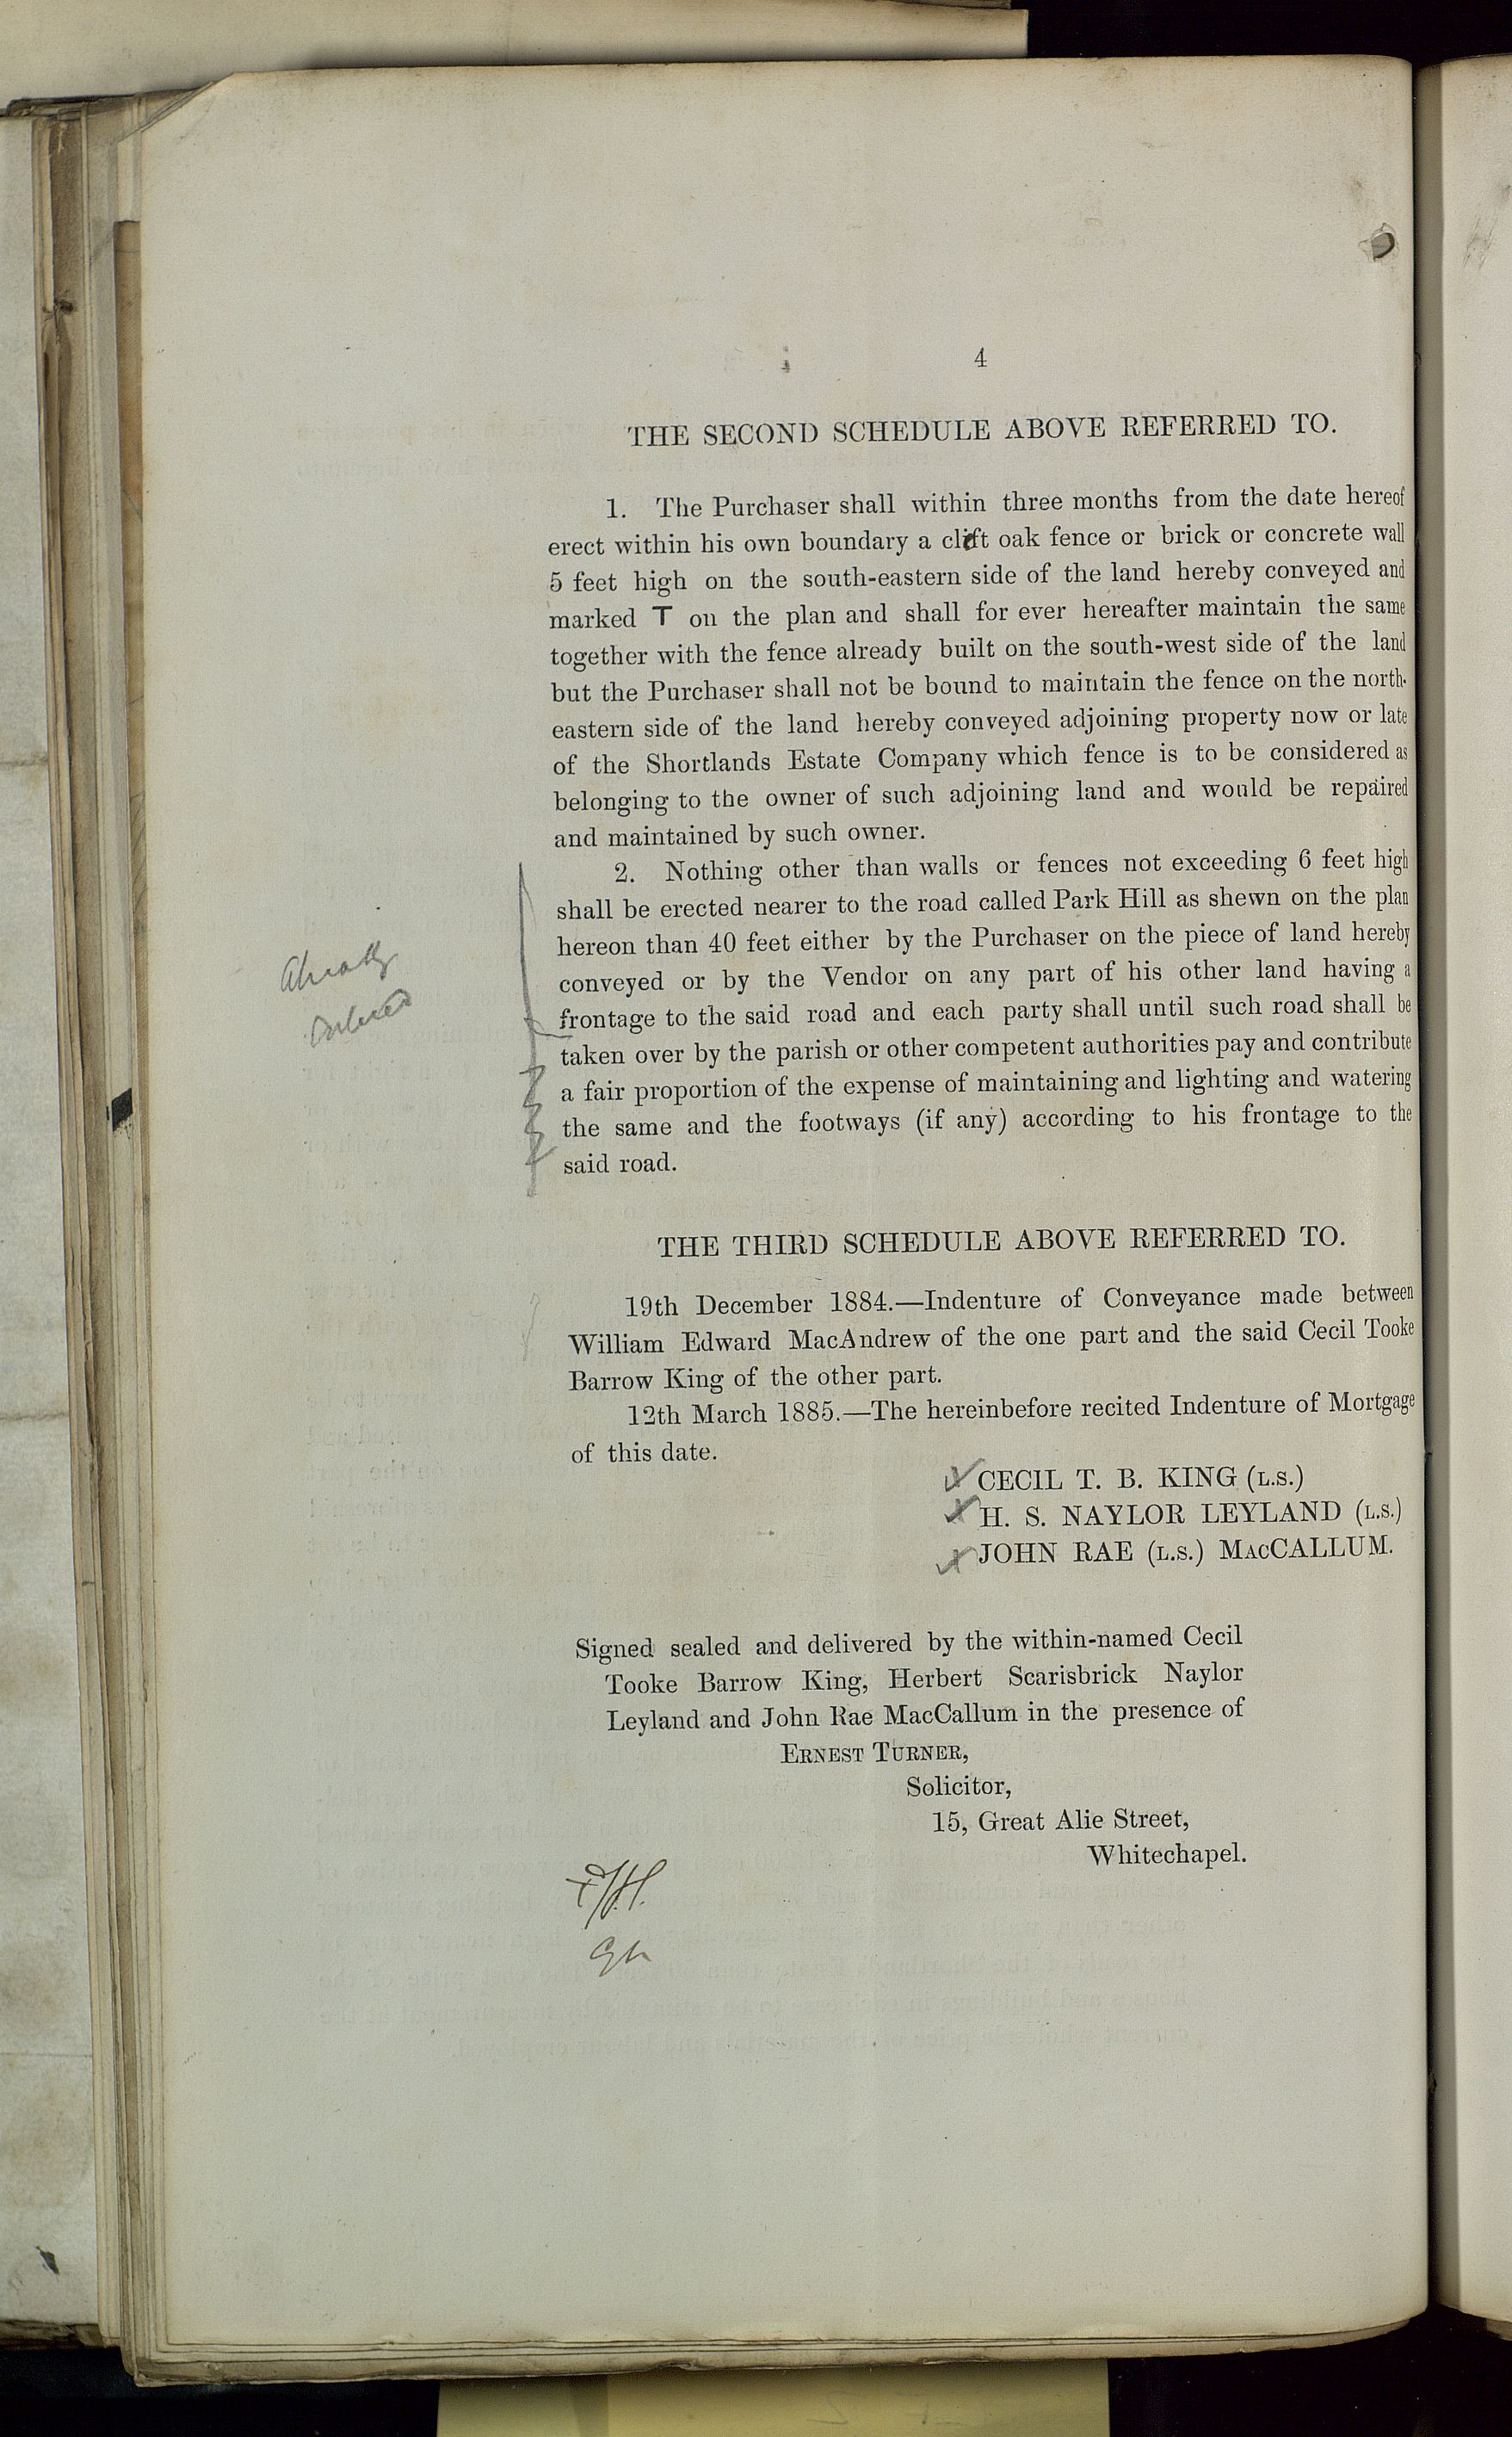 4
THE SECOND SCHEDULE ABOVE REFERRED TO.
1. The Purchaser shall within three months from the date hereof
erect within his own boundary a cleft oak fence or brick or concrete wall
5 feet high on the south-eastern side of the land hereby conveyed and
marked T on the plan and shall for ever hereafter maintain the same
together with the fence already built on the south-west side of the land
but the Purchaser shall not be bound to maintain the fence on the north-
eastern side of the land hereby conveyed adjoining property now or late
of the Shortlands Estate Company which fence is to be considered as
belonging to the owner of such adjoining land and would be repaired
and maintained by such owner.
2. Nothing other than walls or fences not exceeding 6 feet high
shall be erected nearer to the road called Park Hill as shewn on the plan
hereon than 40 feet either by the Purchaser on the piece of land hereby
conveyed or by the Vendor on any part of his other land having a
frontage to the said road and each party shall until such road shall be
taken over by the parish or other competent authorities pay and contribute
a fair proportion of the expense of maintaining and lighting and watering
the same and the footways (if any) according to his frontage to the
said road.
Already
THE THIRD SCHEDULE ABOVE REFERRED TO.
19th December 1884.—Indenture of Conveyance made between
William Edward MacAndrew of the one part and the said Cecil Tooke
Barrow King of the other part.
12th March 1885.—The hereinbefore recited Indenture of Mortgage
of this date.
CECIL T. B. KING (L.S.)
H. S. NAYLOR LEYLAND (L.S.)
JOHN RAE (L.S.) MACCALLUM.
Signed sealed and delivered by the within-named Cecil
Tooke Barrow King, Herbert Scarisbrick Naylor
Leyland and John Rae MacCallum in the presence of
ERNEST TURNER,
Solicitor,
15, Great Alie Street,
Whitechapel.